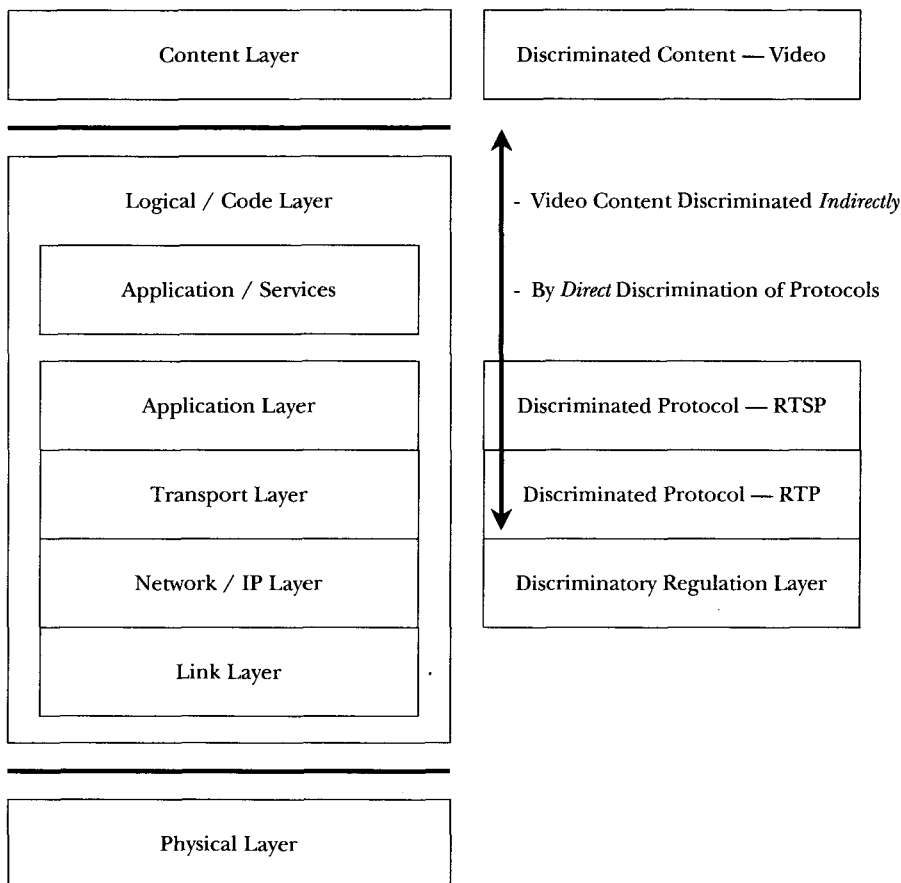 Content Layer
Discriminated Content — Video
Logical / Code Layer
- Video Content Discriminated Indirectly
Application / Services
- By Direct Discrimination of Protocols
Application Layer
Discriminated Protocol — RTSP
Transport Layer
Discriminated Protocol — RTP
Network / IP Layer
Discriminatory Regulation Layer
Link Layer
Physical Layer